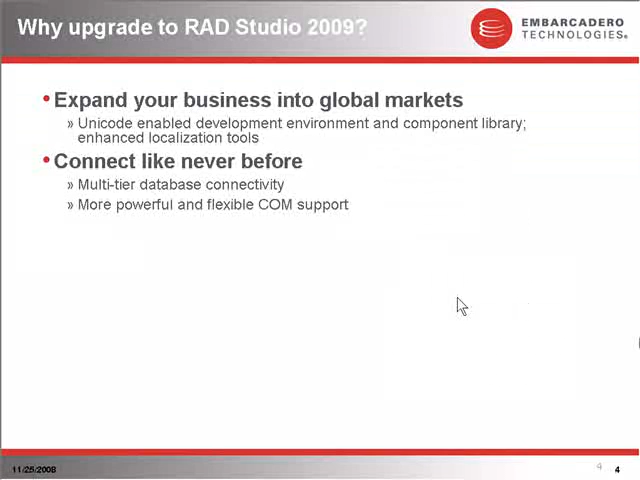 Why upgrade to RAD Studio 2009?
EMBARCADERO
TECHNOLOGIES®
• Expand your business into global markets
» Unicode enabled development environment and component library;
enhanced localization tools
• Connect like never before
» Multi-tier database connectivity
» More powerful and flexible COM support
11/25/2008
4
4